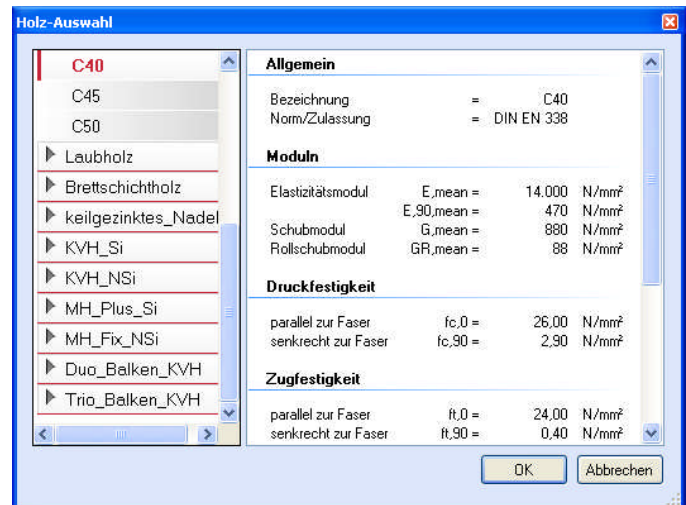 Holz-Auswahl
C40
C45
C50
Laubholz
Brettschichtholz
keilgezinktes_Nadel
KVH_Si
KVH_NSi
MH_Plus_Si
MH_Fix_NSi
Duo_Balken_KVH
Trio_Balken_KVH
Allgemein
Bezeichnung = C40
Norm/Zulassung = DIN EN 338
Moduln
Elastizitätsmodul E,mean = 14.000 N/mm²
E,90,mean = 470 N/mm²
Schubmodul G,mean = 880 N/mm²
Rollschubmodul GR,mean = 88 N/mm²
Druckfestigkeit
parallel zur Faser fc,0 = 26,00 N/mm²
senkrecht zur Faser fc,90 = 2,90 N/mm²
Zugfestigkeit
parallel zur Faser ft,0 = 24,00 N/mm²
senkrecht zur Faser ft,90 = 0,40 N/mm²
OK Abbrechen